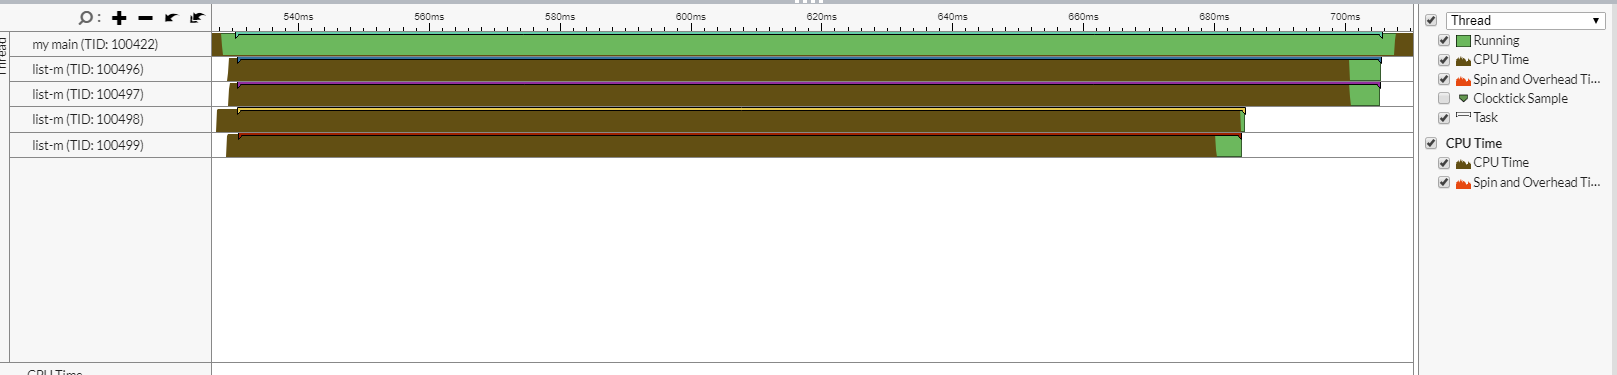 : 540ms 560ms 580ms 600ms 620ms 640ms 660ms 680ms 700ms
Thread
my main (TID: 100422)
list-m (TID: 100496)
list-m (TID: 100497)
list-m (TID: 100498)
list-m (TID: 100499)
CPU Time
Thread
Running
CPU Time
Spin and Overhead Ti...
Clocktick Sample
Task
CPU Time
CPU Time
Spin and Overhead Ti...